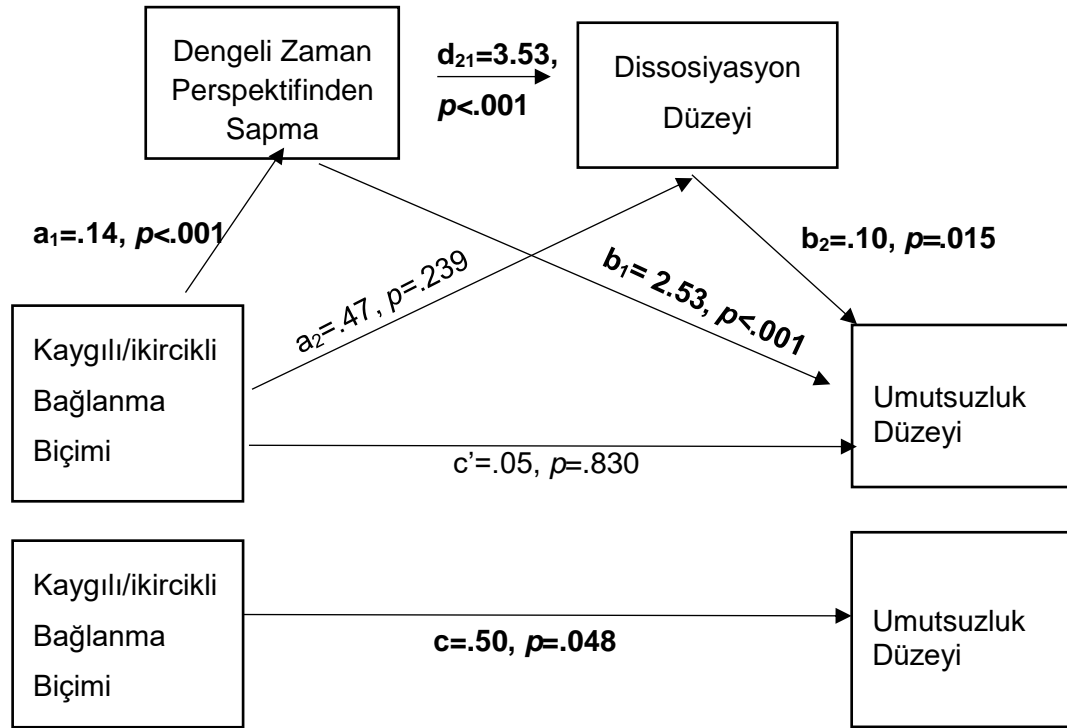 Dengeli Zaman
Perspektifinden
Sapma
d21=3.53,
p<.001
Dissosiyasyon
Düzeyi
a1=.14, p<.001
a2=.47, p=.239
b1= 2.53, p<.001
b2=.10, p=.015
Kaygılı/ikircikli
Bağlanma
Biçimi
c’=.05, p=.830
Umutsuzluk
Düzeyi
Kaygılı/ikircikli
Bağlanma
Biçimi
c=.50, p=.048
Umutsuzluk
Düzeyi